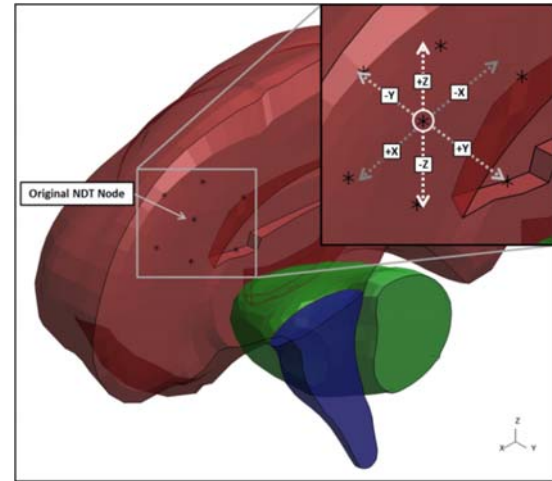 +Z
-Y
-X
+X
+Y
-Z
Original NDT Node
Z
X
Y